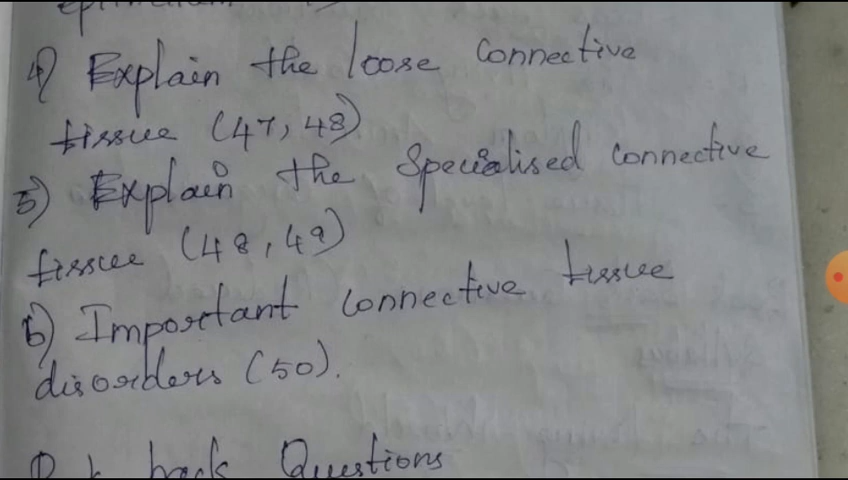 4) Explain the loose connective
tissue (47, 48)
5) Explain the Specialised connective
tissue (48, 49)
6) Important connective tissue
disorders (50).
back Questions